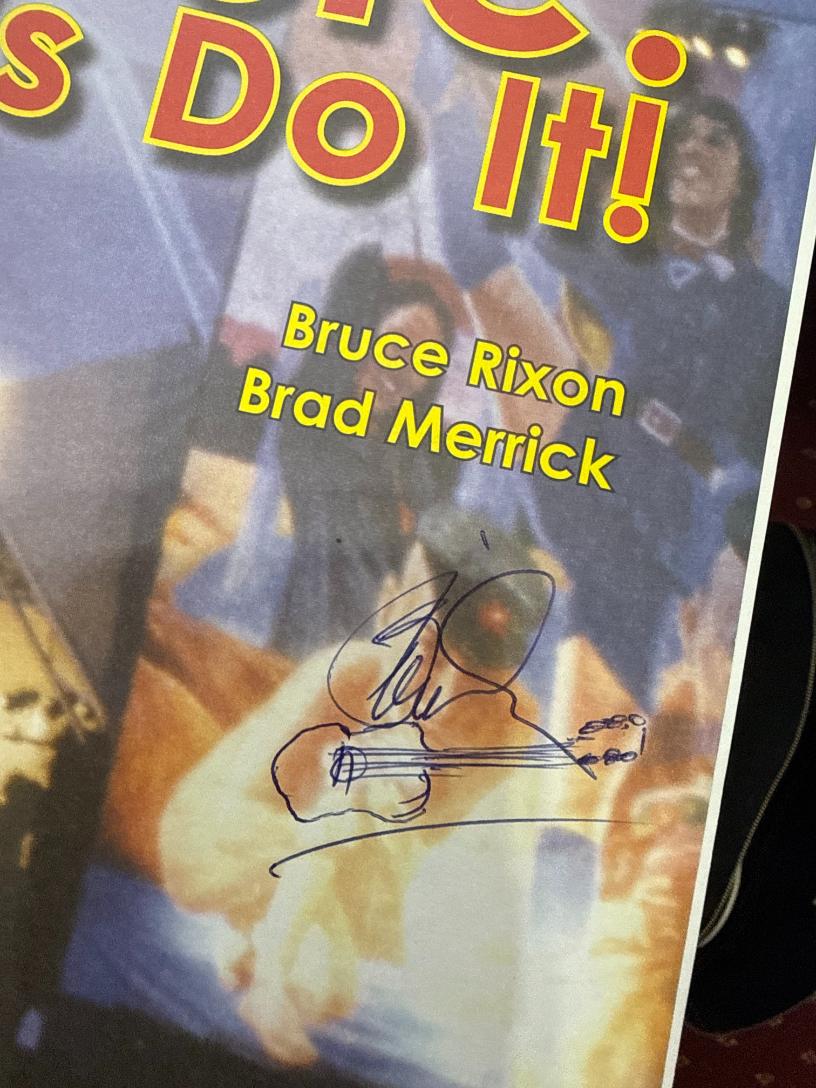 s Do It!
Bruce Rixon
Brad Merrick